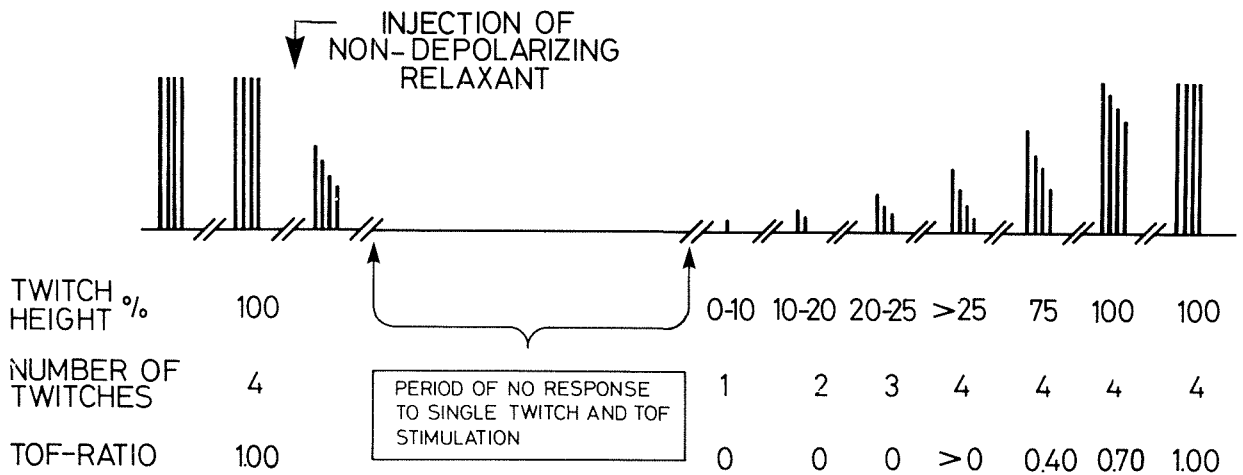 INJECTION OF
NON-DEPOLARIZING
RELAXANT
TWITCH
HEIGHT %
100 0-10 10-20 20-25 >25 75 100 100
NUMBER OF
TWITCHES
4 1 2 3 4 4 4 4
PERIOD OF NO RESPONSE
TO SINGLE TWITCH AND TOF
STIMULATION
TOF-RATIO 1.00 0 0 0 >0 0.40 0.70 1.00